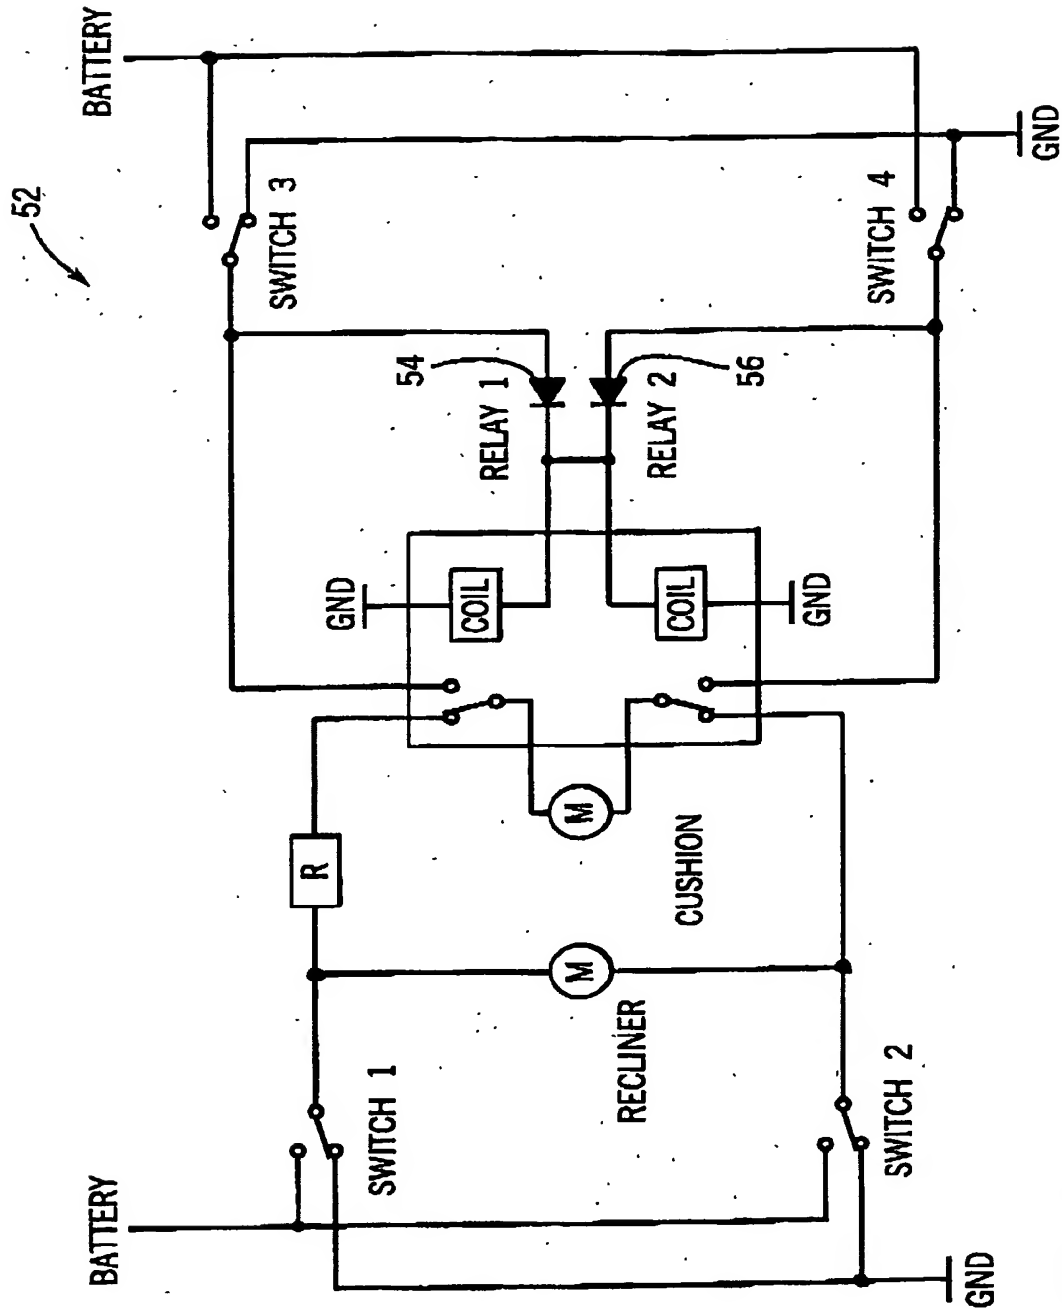 52
BATTERY
SWITCH 3
GND
SWITCH 4
54
RELAY 1
RELAY 2
56
GND
COIL
COIL
GND
R
M
CUSHION
M
RECLINER
BATTERY
SWITCH 1
SWITCH 2
GND